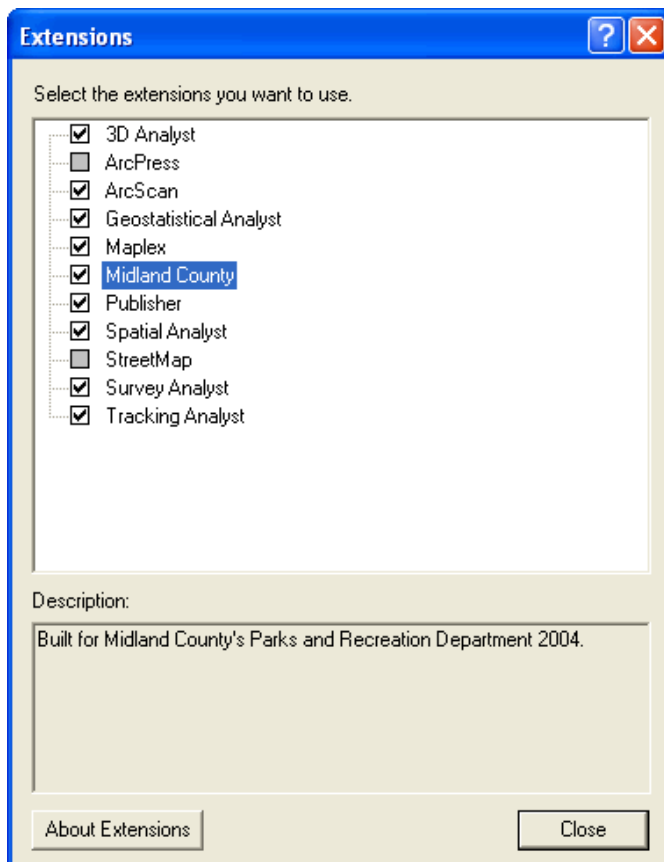 Extensions
Select the extensions you want to use.
3D Analyst
ArcPress
ArcScan
Geostatistical Analyst
Maplex
Midland County
Publisher
Spatial Analyst
StreetMap
Survey Analyst
Tracking Analyst
Description:
Built for Midland County's Parks and Recreation Department 2004.
About Extensions Close